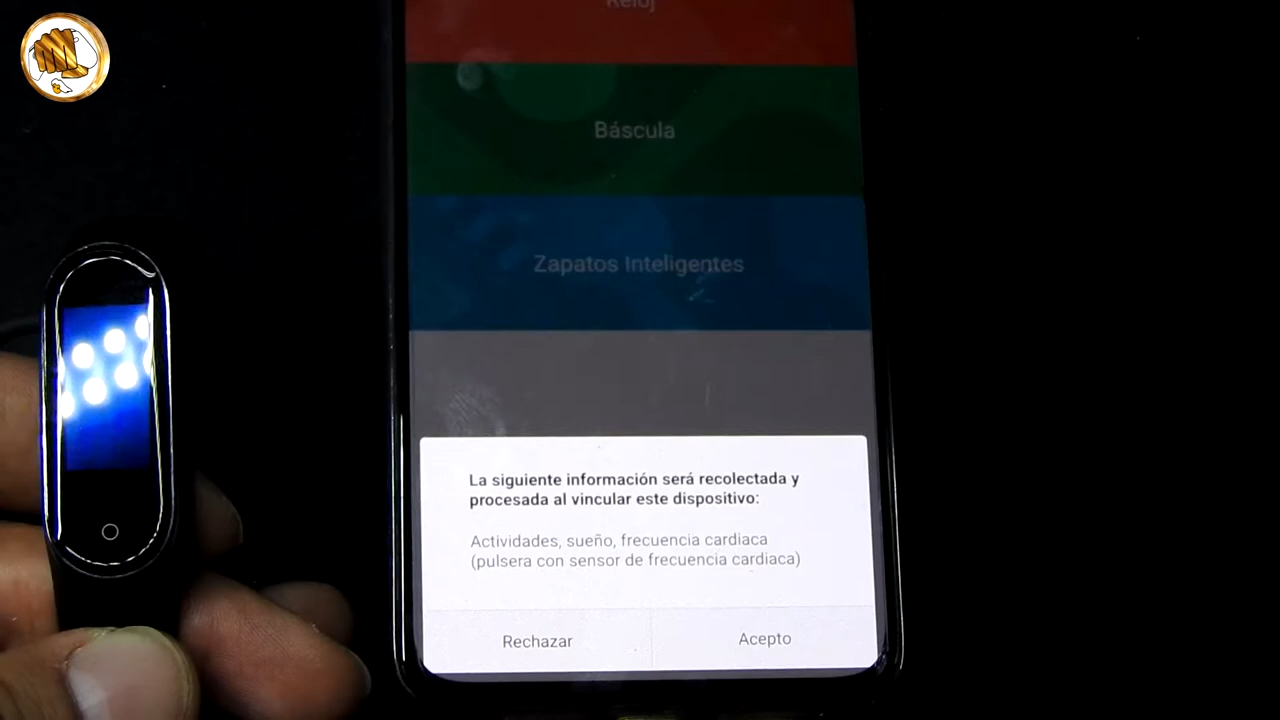 Reloj
Báscula
Zapatos Inteligentes
La siguiente información será recolectada y
procesada al vincular este dispositivo:
Actividades, sueño, frecuencia cardiaca
(pulsera con sensor de frecuencia cardiaca)
Rechazar
Acepto